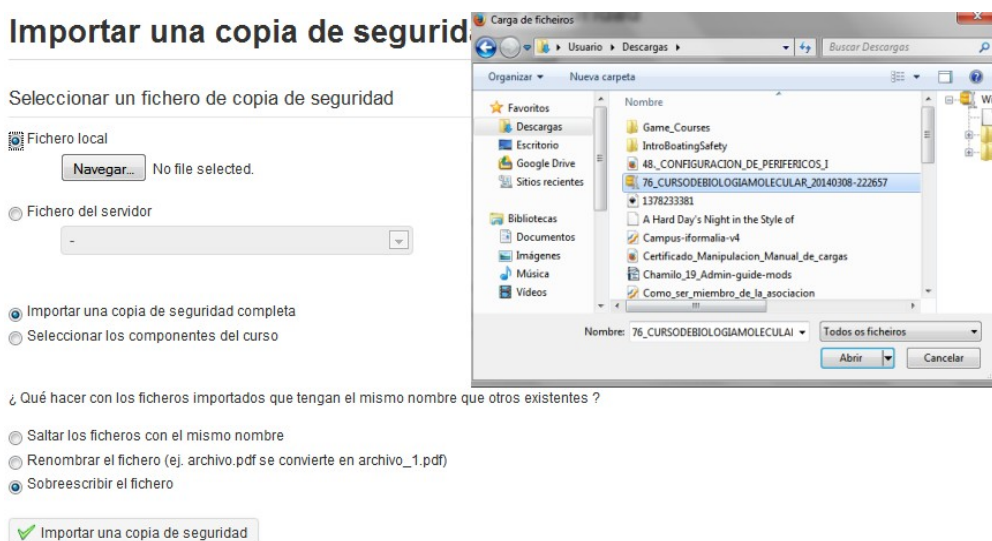 Importar una copia de segurid
Seleccionar un fichero de copia de seguridad
Fichero local
Navegar... No file selected.
Fichero del servidor
-
Importar una copia de seguridad completa
Seleccionar los componentes del curso
¿ Qué hacer con los ficheros importados que tengan el mismo nombre que otros existentes ?
Saltar los ficheros con el mismo nombre
Renombrar el fichero (ej. archivo.pdf se convierte en archivo_1.pdf)
Sobreescribir el fichero
Importar una copia de seguridad
Carga de ficheiros
Usuario Descargas Buscar Descargas
Organizar Nueva carpeta
Favoritos
Descargas
Escritorio
Google Drive
Sitios recientes
Bibliotecas
Documentos
Imágenes
Música
Vídeos
Nombre
Game_Courses
IntroBoatingSafety
48._CONFIGURACION_DE_PERIFERICOS_I
76_CURSODEBIOLOGIAMOLECULAR_20140308-222657
1378233381
A Hard Day's Night in the Style of
Campus-iformalia-v4
Certificado_Manipulacion_Manual_de_cargas
Chamilo_19_Admin-guide-mods
Como_ser_miembro_de_la_asociacion
Wi
Nombre: 76_CURSODEBIOLOGIAMOLECULAI Todos os ficheiros
Abrir Cancelar